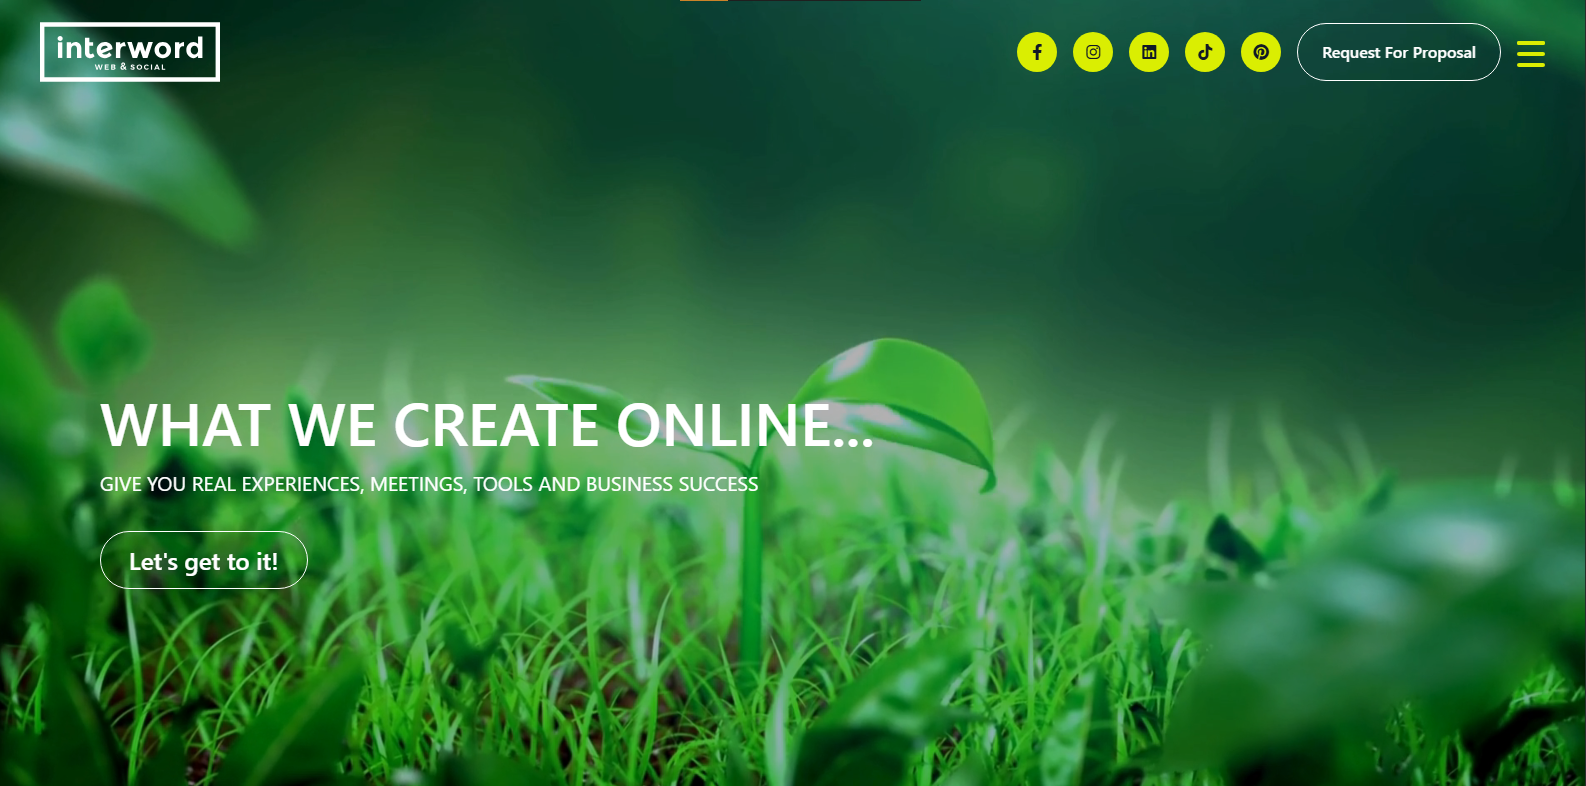 interword
WEB & SOCIAL
Request For Proposal
WHAT WE CREATE ONLINE...
GIVE YOU REAL EXPERIENCES, MEETINGS, TOOLS AND BUSINESS SUCCESS
Let's get to it!